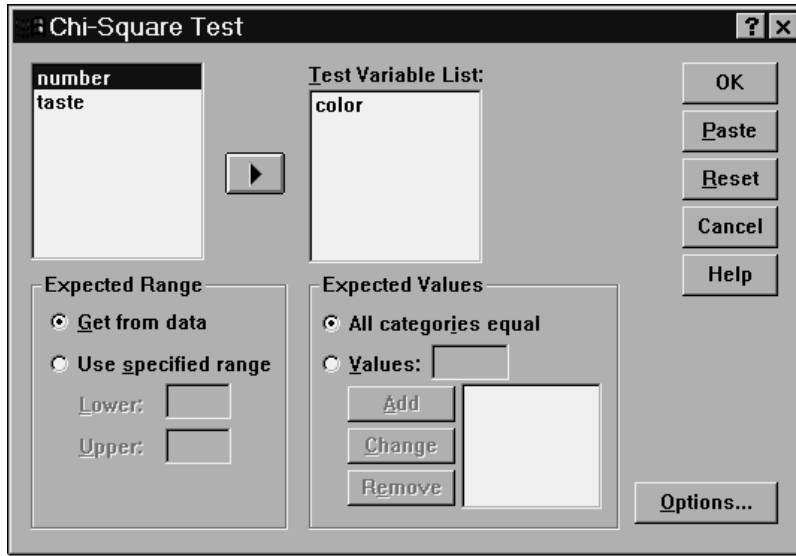 Chi-Square Test
? ×
number
taste
Test Variable List:
color
OK
Paste
Reset
Cancel
Help
Expected Range
Get from data
Use specified range
Lower:
Upper:
Expected Values
All categories equal
Values:
Add
Change
Remove
Options...